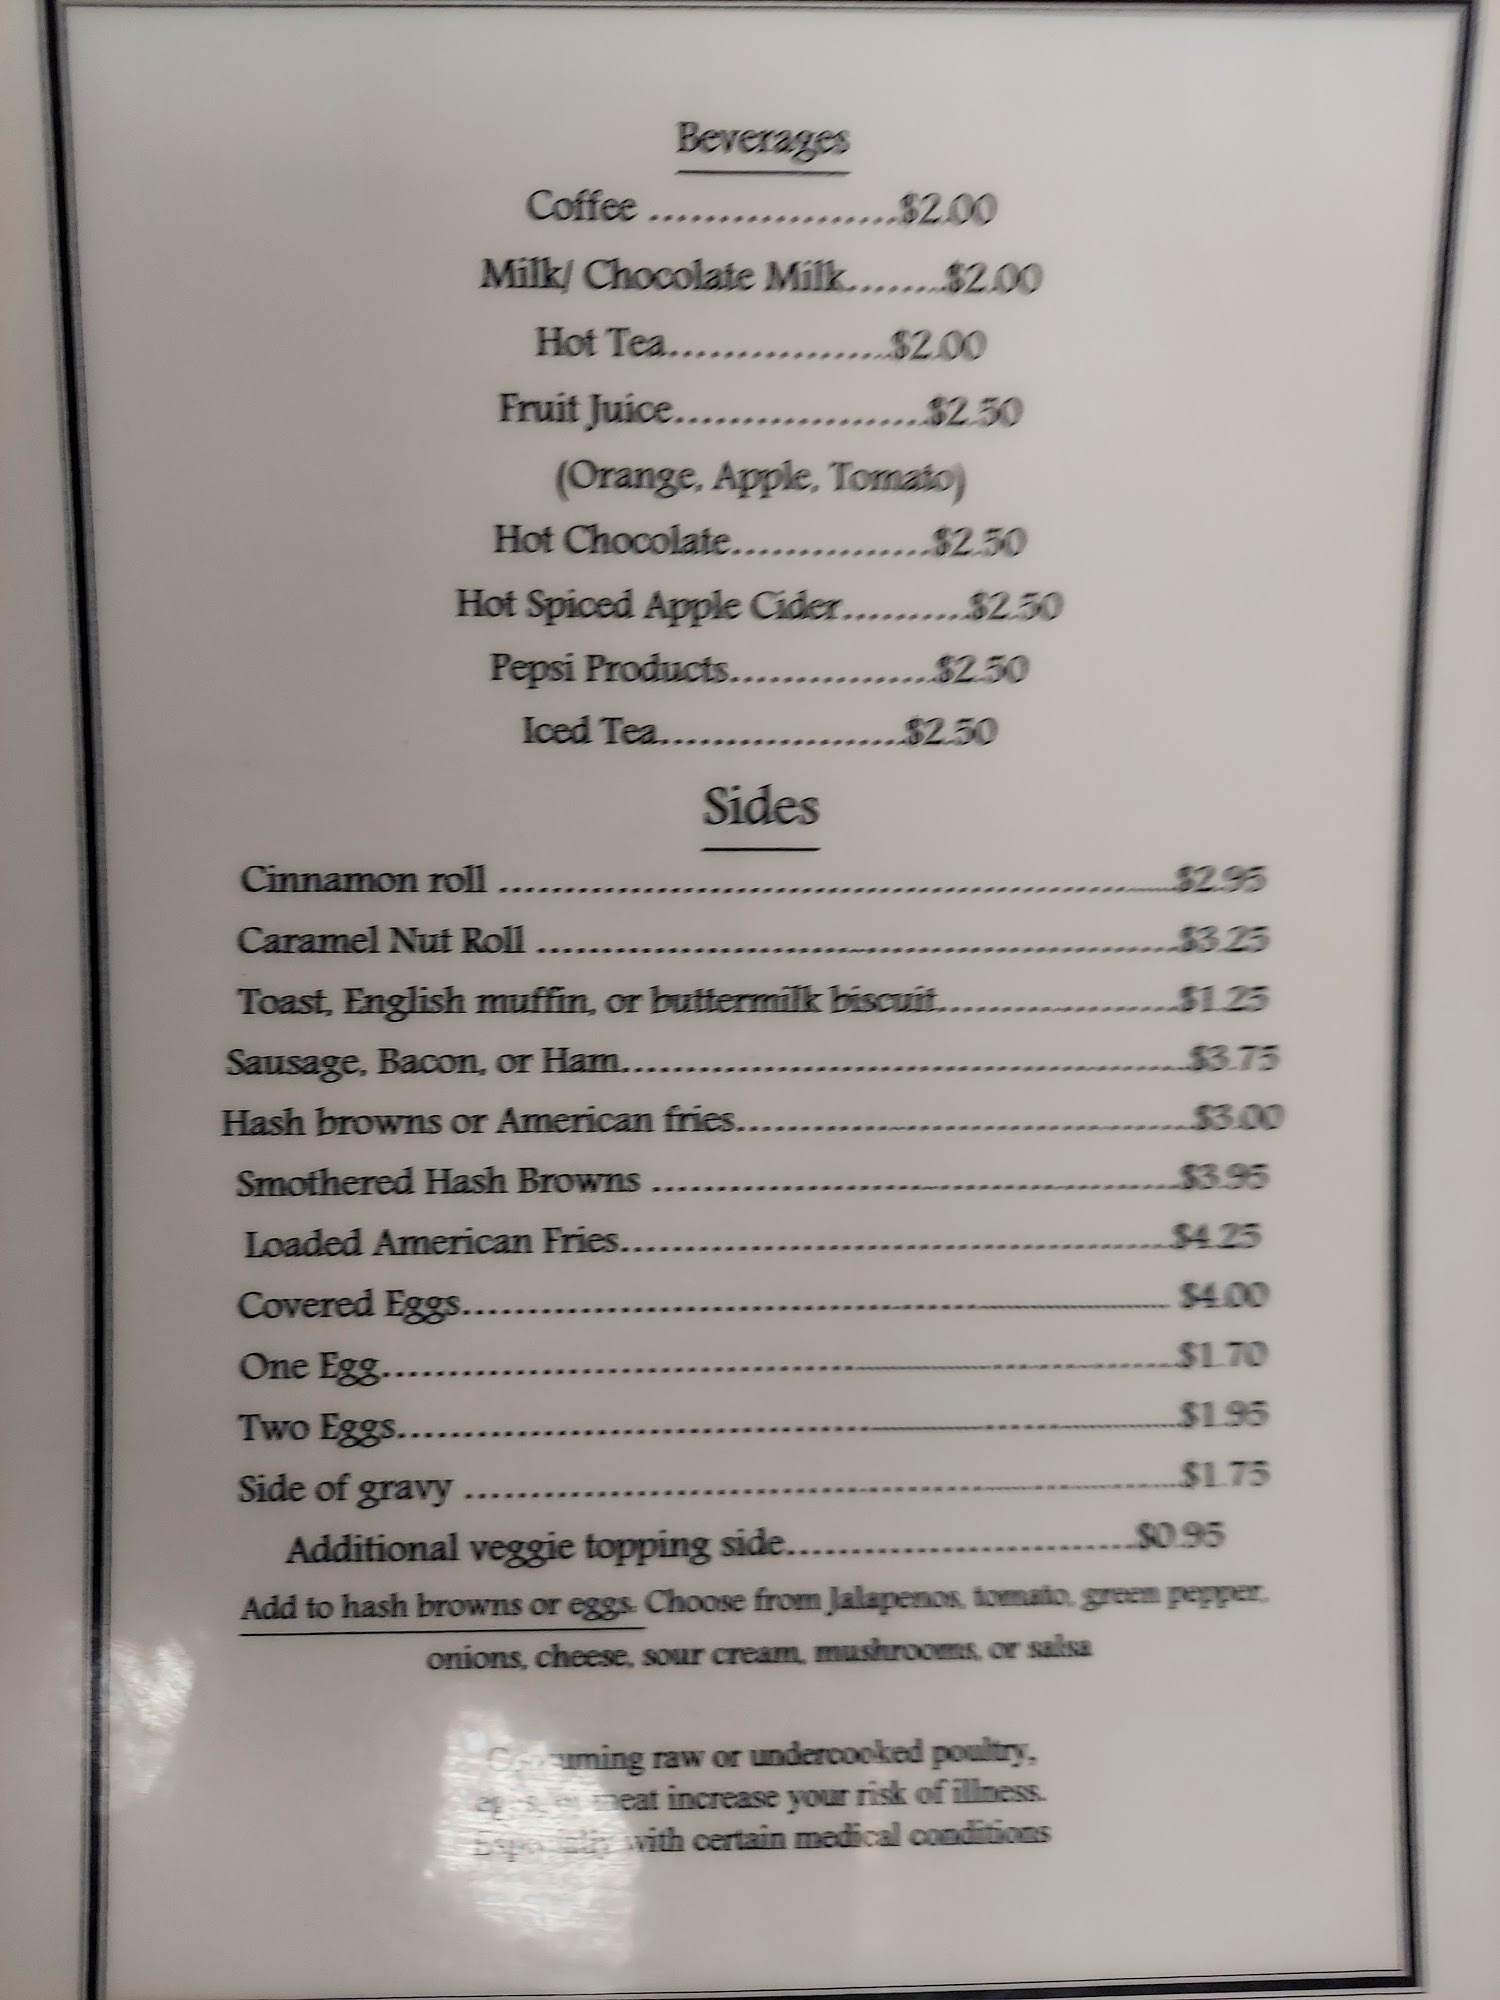 Beverages
Coffee ...................$2.00
Milk/ Chocolate Milk........$2.00
Hot Tea.................$2.00
Fruit Juice...................$2.50
(Orange, Apple, Tomato)
Hot Chocolate...............$2.50
Hot Spiced Apple Cider..........$2.50
Pepsi Products................$2.50
Iced Tea...................$2.50
Sides
Cinnamon roll ....................................................$2.95
Caramel Nut Roll .................................................$3.25
Toast, English muffin, or buttermilk biscuit...................$1.25
Sausage, Bacon, or Ham...........................................$3.75
Hash browns or American fries...................................$3.00
Smothered Hash Browns ........................................$3.95
Loaded American Fries..........................................$4.25
Covered Eggs...................................................... $4.00
One Egg.............................................................$1.70
Two Eggs............................................................$1.95
Side of gravy .......................................................$1.75
Additional veggie topping side...........................$0.95
Add to hash browns or eggs. Choose from Jalapenos, tomato, green pepper,
onions, cheese, sour cream, mushrooms, or salsa
Consuming raw or undercooked poultry,
eggs, or meat increase your risk of illness.
Especially with certain medical conditions